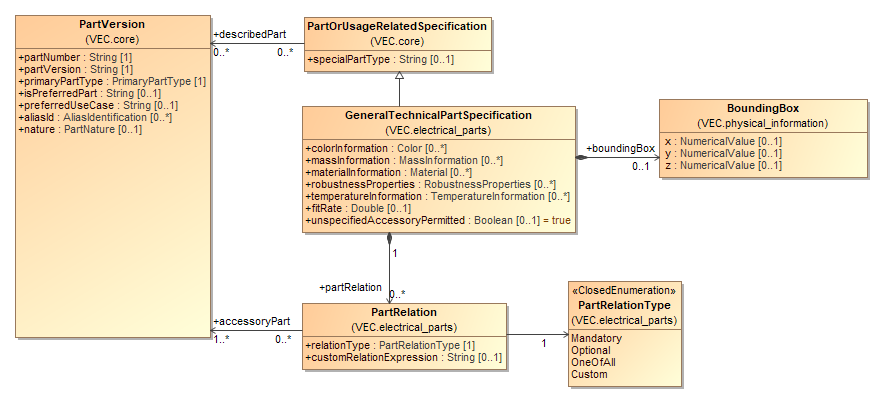 PartVersion
(VEC.core)
+partNumber : String [1]
+partVersion : String [1]
+primaryPartType : PrimaryPartType [1]
+isPreferredPart : String [0..1]
+preferredUseCase : String [0..1]
+aliasId : AliasIdentification [0..*]
+nature : PartNature [0..1]
+describedPart
0..*
0..*
PartOrUsageRelatedSpecification
(VEC.core)
+specialPartType : String [0..1]
GeneralTechnicalPartSpecification
(VEC.electrical_parts)
+colorInformation : Color [0..*]
+massInformation : MassInformation [0..*]
+materialInformation : Material [0..*]
+robustnessProperties : RobustnessProperties [0..*]
+temperatureInformation : TemperatureInformation [0..*]
+fitRate : Double [0..1]
+unspecifiedAccessoryPermitted : Boolean [0..1] = true
+boundingBox
0..1
BoundingBox
(VEC.physical_information)
x : NumericalValue [0..1]
y : NumericalValue [0..1]
z : NumericalValue [0..1]
1
+partRelation
0..*
+accessoryPart
1..*
0..*
PartRelation
(VEC.electrical_parts)
+relationType : PartRelationType [1]
+customRelationExpression : String [0..1]
1
«ClosedEnumeration»
PartRelationType
(VEC.electrical_parts)
Mandatory
Optional
OneOfAll
Custom